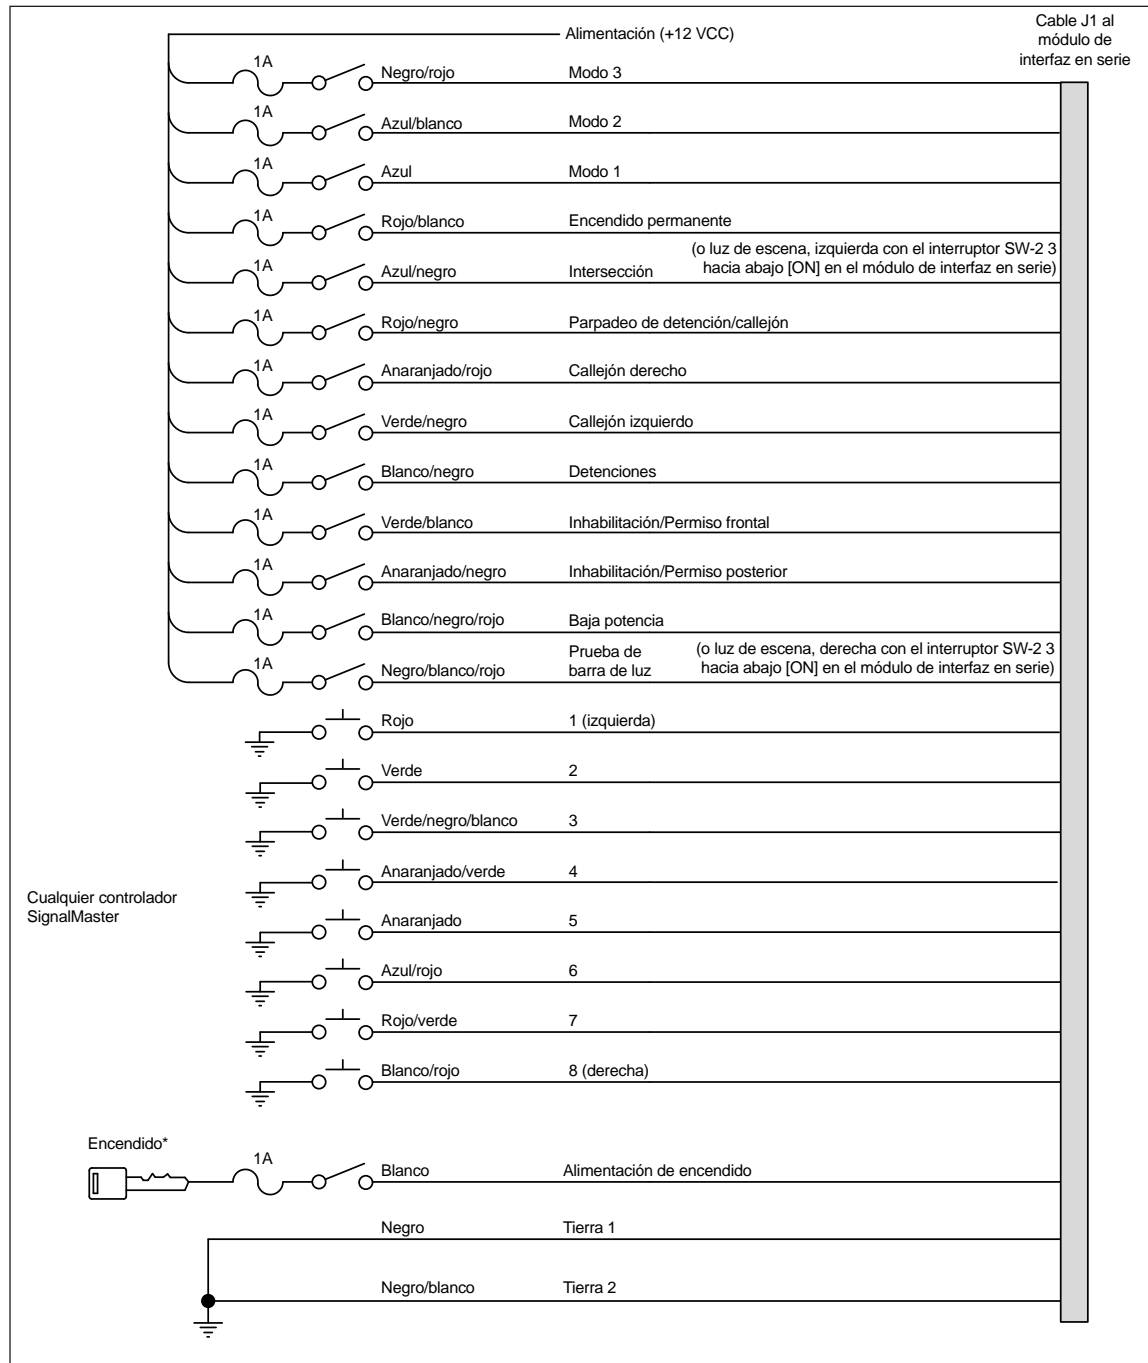 Alimentación (+12 VCC)
Cable J1 al
módulo de
interfaz en serie
1A Negro/rojo Modo 3
1A Azul/blanco Modo 2
1A Azul Modo 1
1A Rojo/blanco Encendido permanente
(o luz de escena, izquierda con el interruptor SW-2 3
hacia abajo [ON] en el módulo de interfaz en serie)
1A Azul/negro Intersección
1A Rojo/negro Parpadeo de detención/callejón
1A Anaranjado/rojo Callejón derecho
1A Verde/negro Callejón izquierdo
1A Blanco/negro Detenciones
1A Verde/blanco Inhabilitación/Permiso frontal
1A Anaranjado/negro Inhabilitación/Permiso posterior
1A Blanco/negro/rojo Baja potencia
1A Negro/blanco/rojo Prueba de
barra de luz
(o luz de escena, derecha con el interruptor SW-2 3
hacia abajo [ON] en el módulo de interfaz en serie)
Rojo 1 (izquierda)
Verde 2
Verde/negro/blanco 3
Anaranjado/verde 4
Cualquier controlador
SignalMaster
Anaranjado 5
Azul/rojo 6
Rojo/verde 7
Blanco/rojo 8 (derecha)
Encendido*
1A Blanco Alimentación de encendido
Negro Tierra 1
Negro/blanco Tierra 2